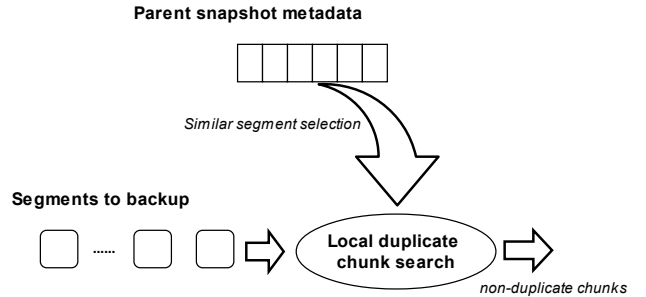 Parent snapshot metadata
Similar segment selection
Segments to backup
......
Local duplicate
chunk search
non-duplicate chunks